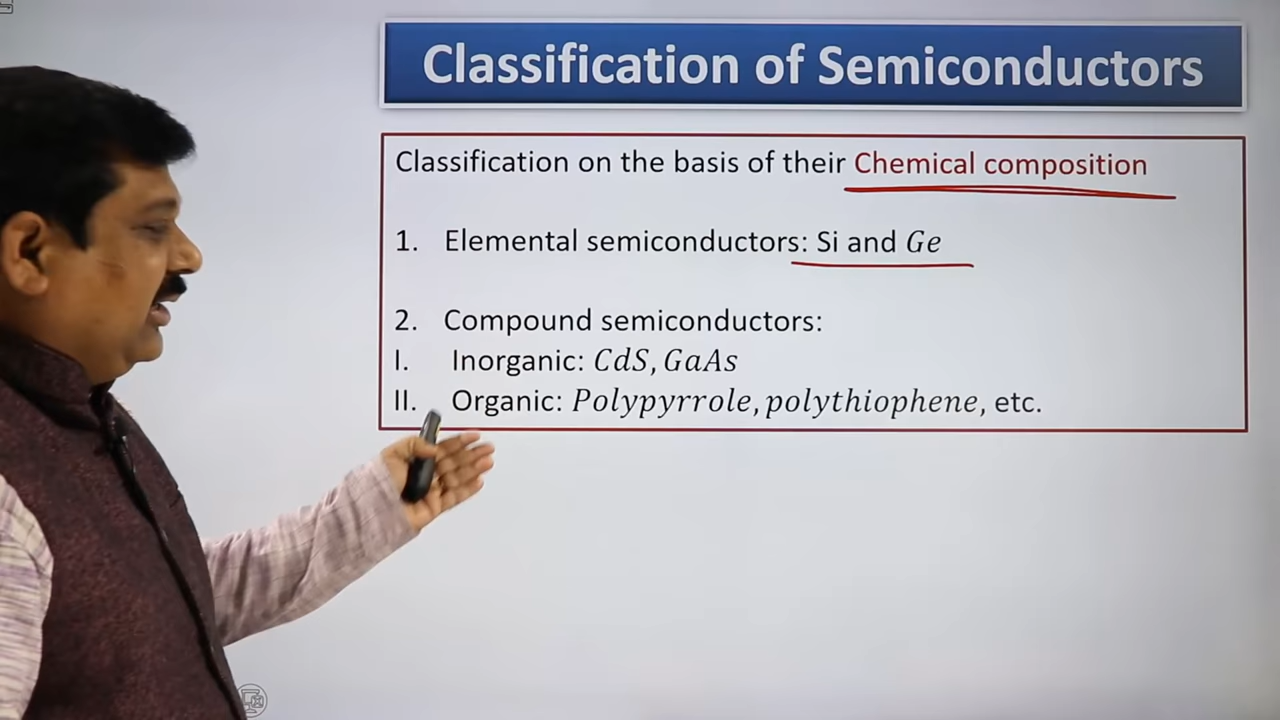 Classification of Semiconductors
Classification on the basis of their Chemical composition
1. Elemental semiconductors: Si and Ge
2. Compound semiconductors:
I. Inorganic: CdS, GaAs
II. Organic: Polypyrrole, polythiophene, etc.